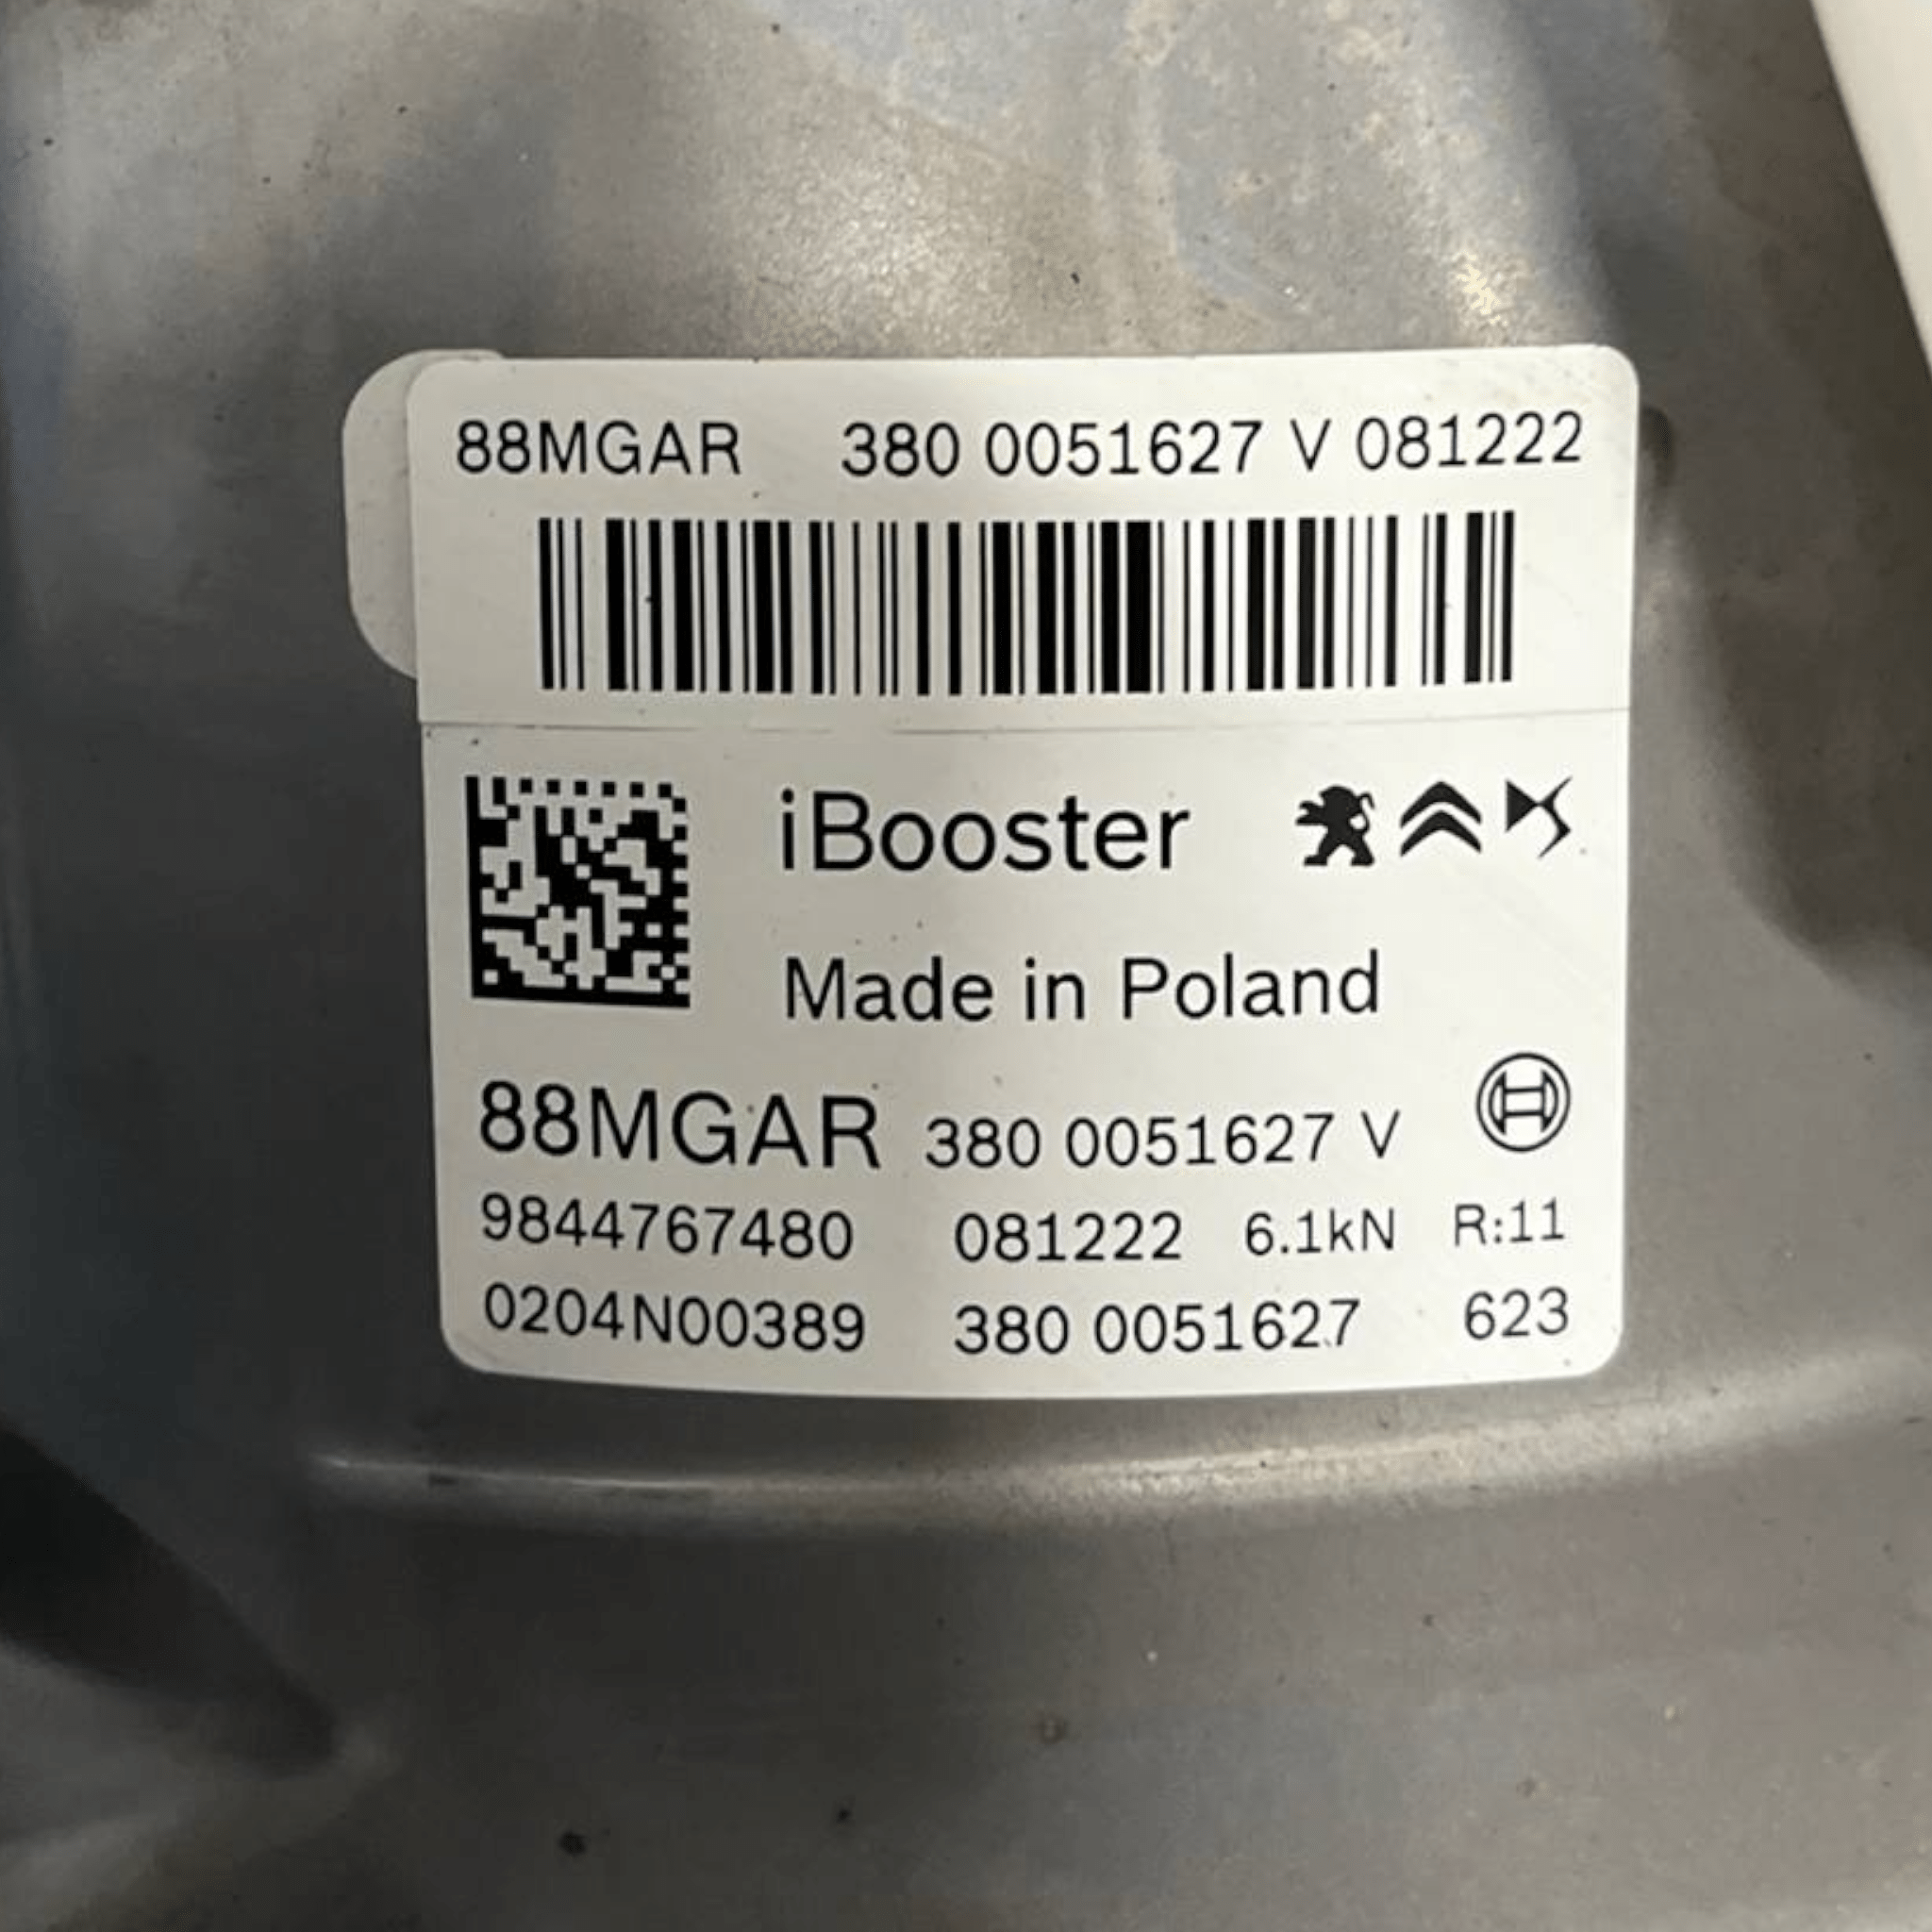 88MGAR 380 0051627 V 081222
iBooster
Made in Poland
88MGAR 380 0051627 V
9844767480 081222 6.1kN R:11
0204N00389 380 0051627 623